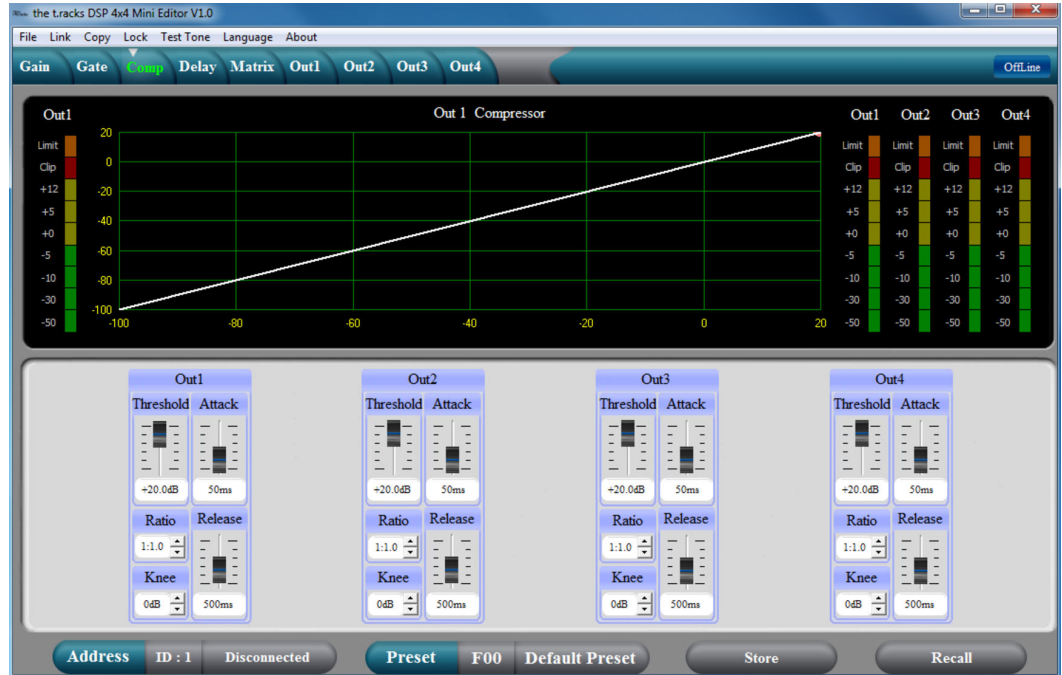 the t.racks DSP 4x4 Mini Editor V1.0
File Link Copy Lock Test Tone Language About
Gain Gate Comp Delay Matrix Out1 Out2 Out3 Out4 OffLine
Out1 Out 1 Compressor Out1 Out2 Out3 Out4
Limit 20 Limit Limit Limit Limit
Clip 0 Clip Clip Clip Clip
+12 -20 +12 +12 +12 +12
+5 -40 +5 +5 +5 +5
+0 +0 +0 +0 +0
-5 -60 -5 -5 -5 -5
-10 -80 -10 -10 -10 -10
-30 -100 -30 -30 -30 -30
-50 -100 -80 -60 -40 -20 0 20 -50 -50 -50 -50
Out1 Out2 Out3 Out4
Threshold Attack Threshold Attack Threshold Attack Threshold Attack
+20.0dB 50ms +20.0dB 50ms +20.0dB 50ms +20.0dB 50ms
Ratio Release Ratio Release Ratio Release Ratio Release
1:1.0 1:1.0 1:1.0 1:1.0
Knee Knee Knee Knee
0dB 500ms 0dB 500ms 0dB 500ms 0dB 500ms
Address ID : 1 Disconnected Preset F00 Default Preset Store Recall